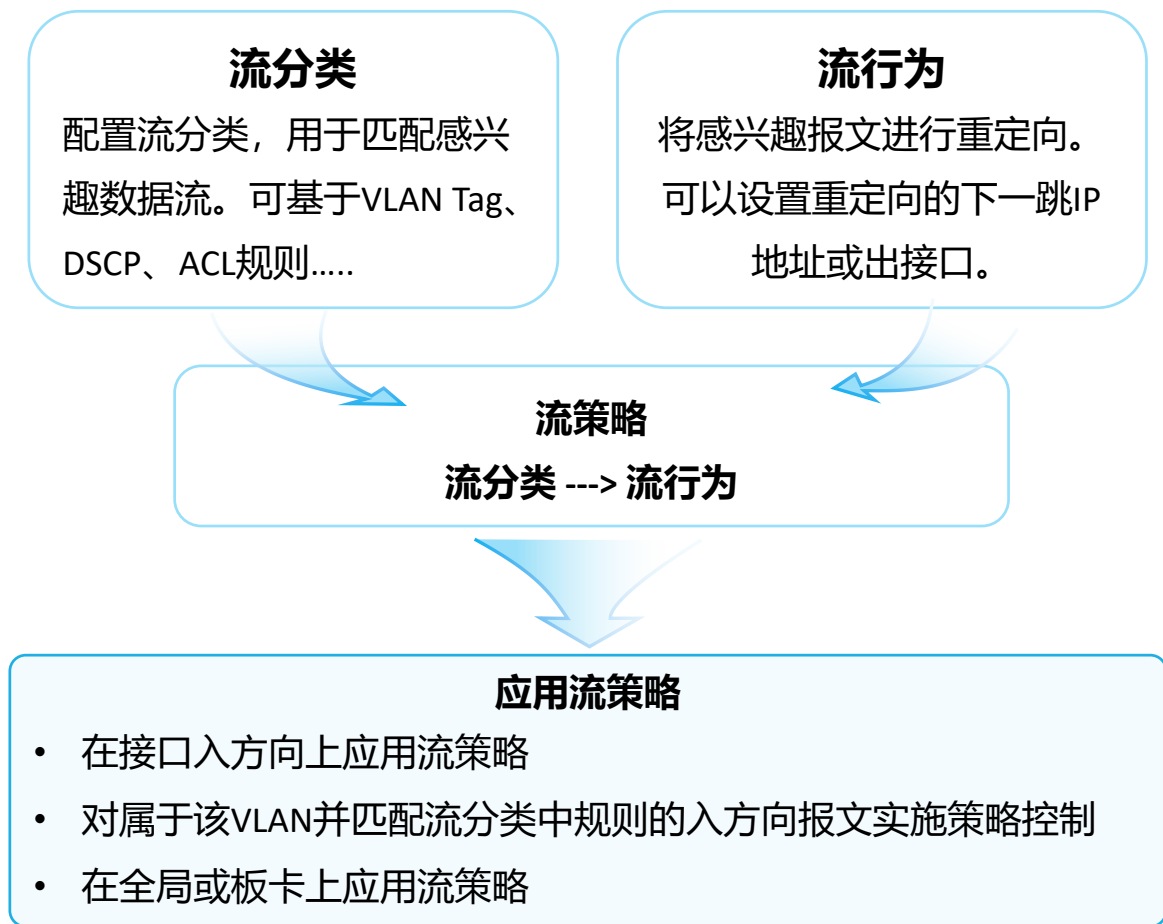 流分类
配置流分类，用于匹配感兴
趣数据流。可基于VLAN Tag、
DSCP、ACL规则.....
流行为
将感兴趣报文进行重定向。
可以设置重定向的下一跳IP
地址或出接口。
流策略
流分类 ---> 流行为
应用流策略
• 在接口入方向上应用流策略
• 对属于该VLAN并匹配流分类中规则的入方向报文实施策略控制
• 在全局或板卡上应用流策略